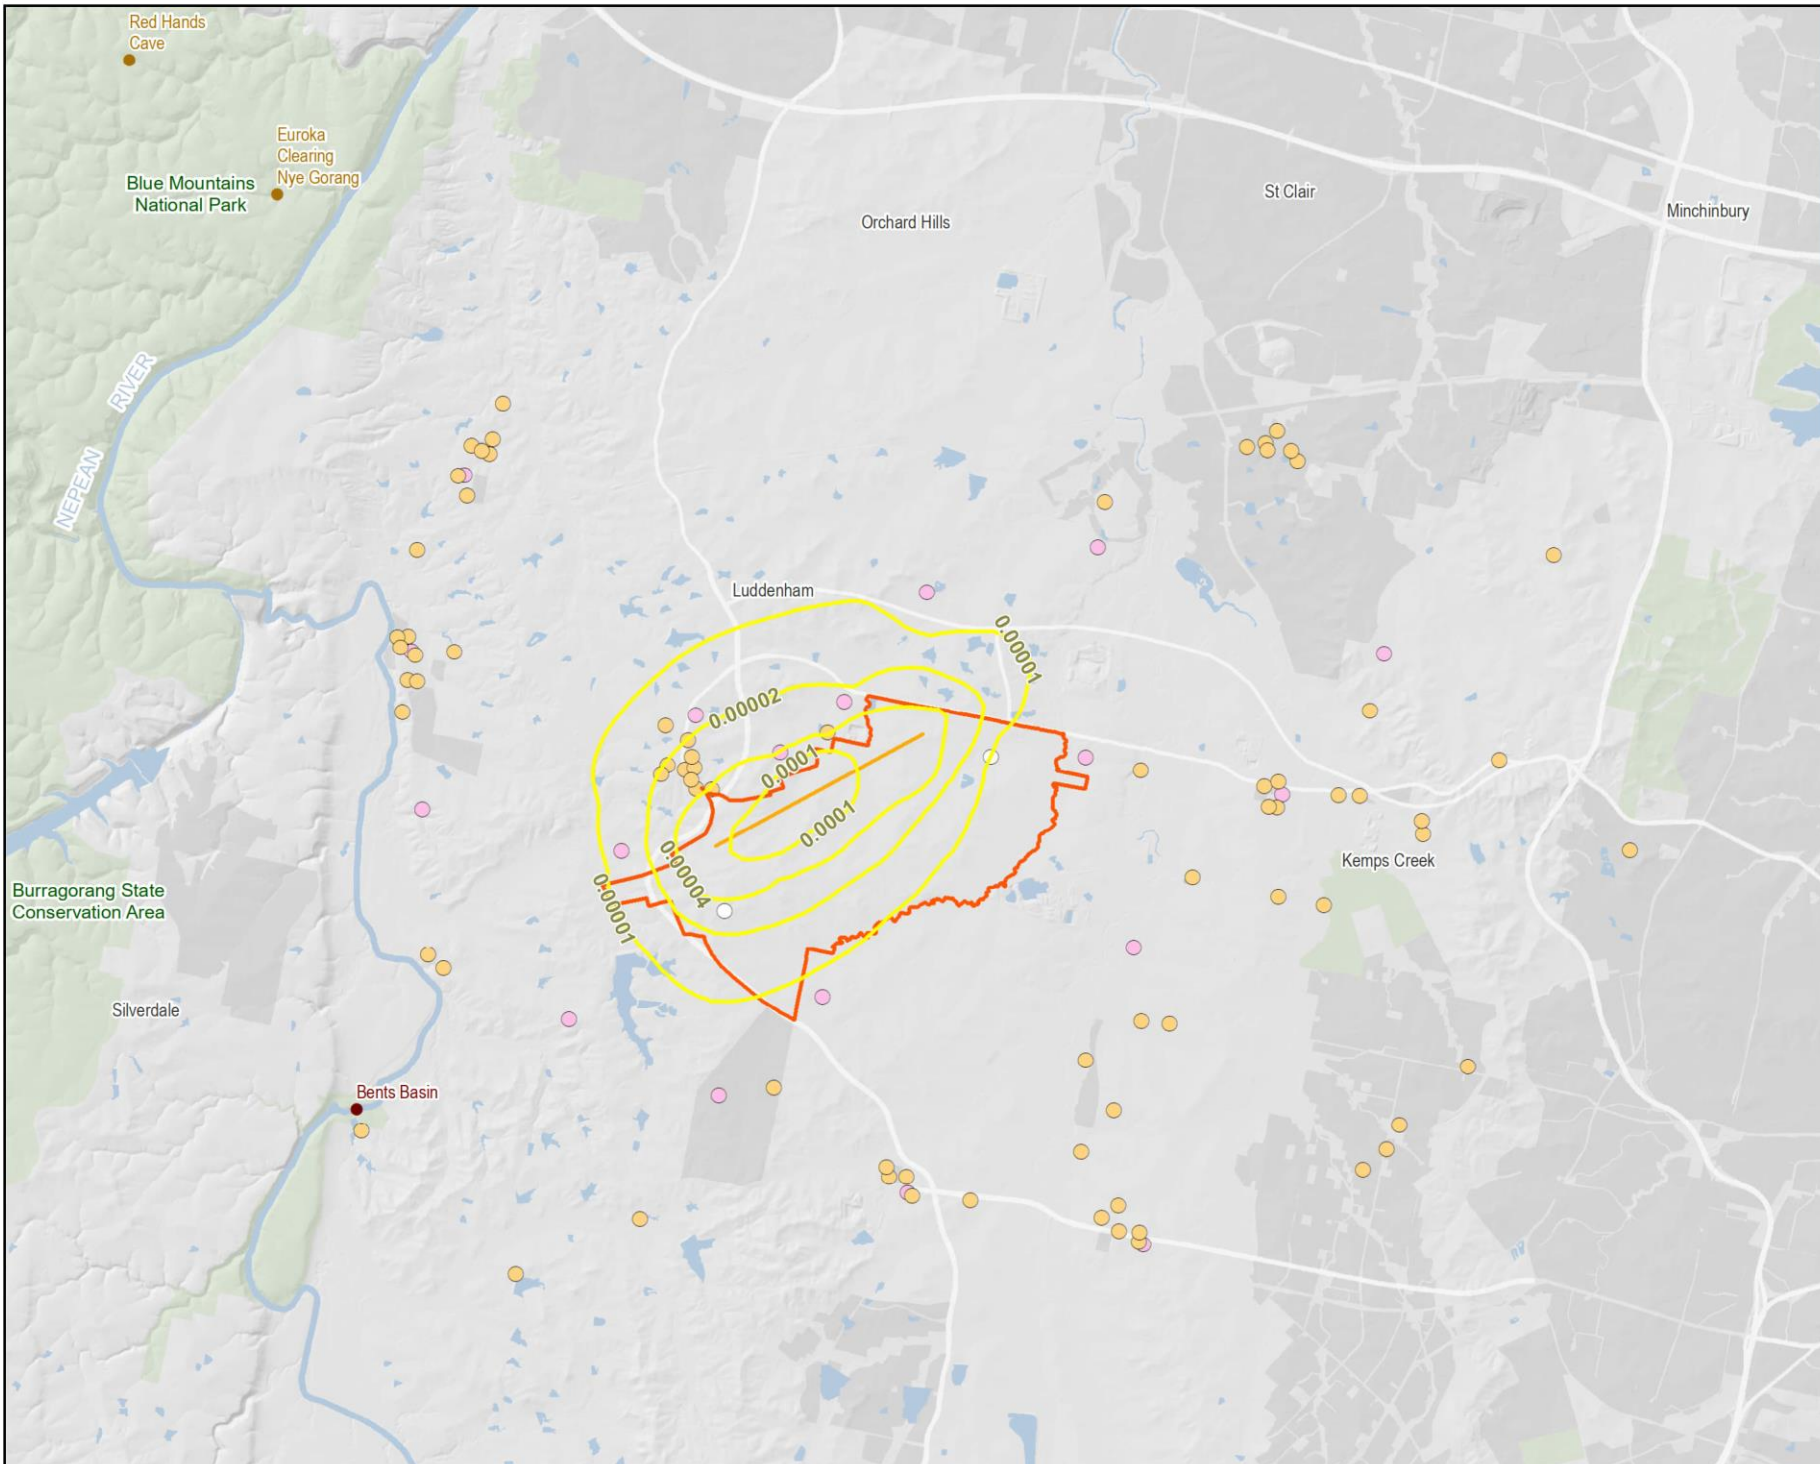 Red Hands
Cave
Euroka
Clearing
Nye Gorang
Blue Mountains
National Park
St Clair
Minchinbury
Orchard Hills
NEPEAN
RIVER
Luddenham
0.00001
0.00002
0.0001
0.0001
0.00004
0.00001
Kemps Creek
Burragorang State
Conservation Area
Silverdale
Bents Basin